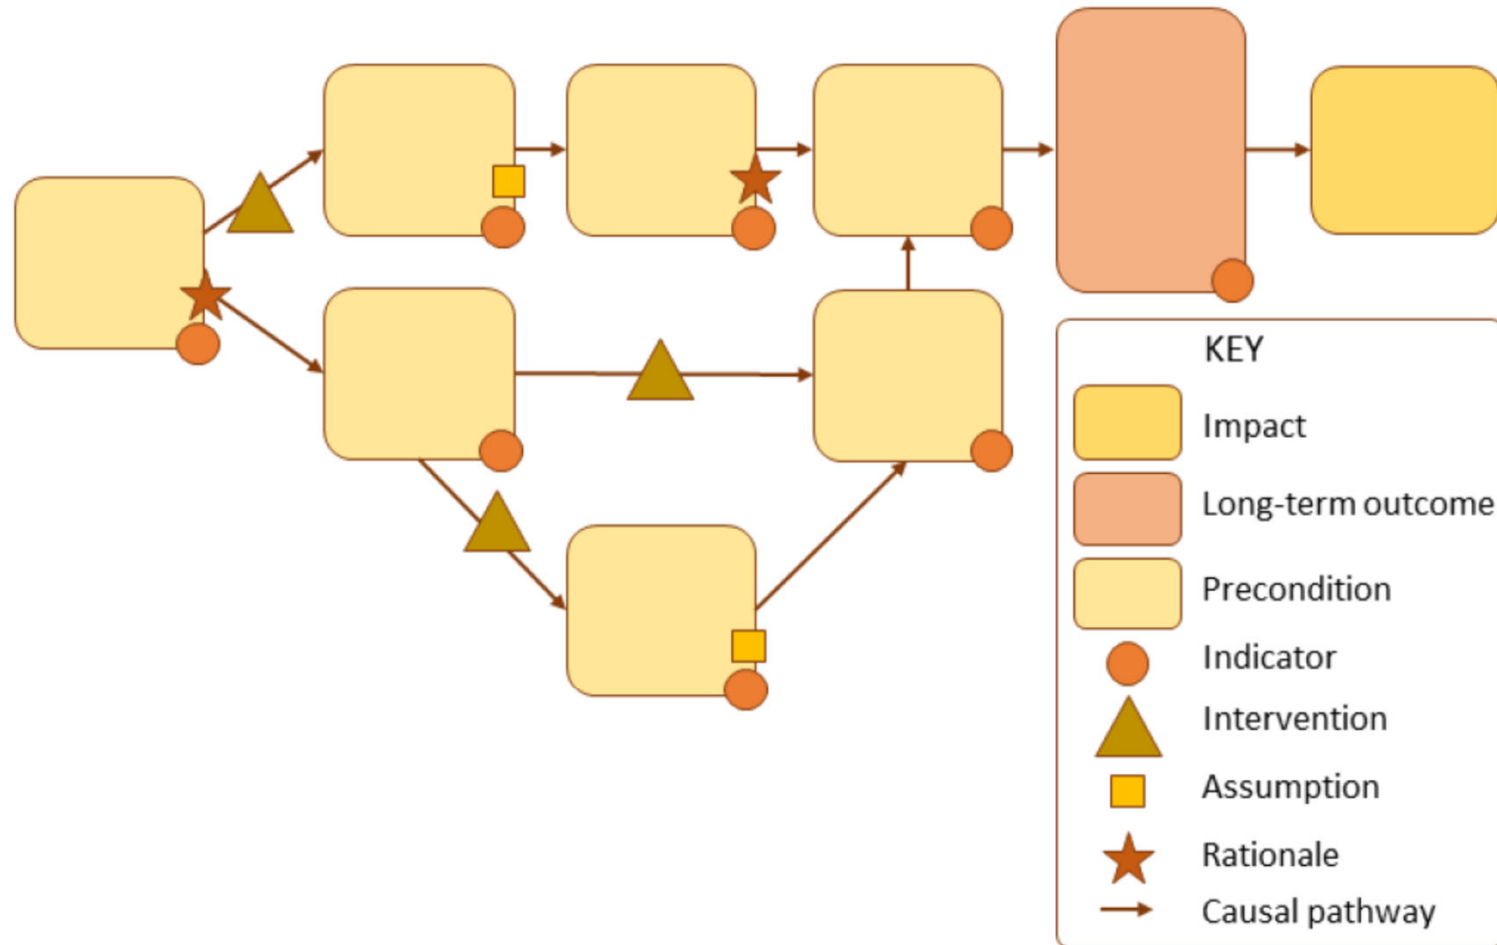 KEY
Impact
Long-term outcome
Precondition
Indicator
Intervention
Assumption
Rationale
Causal pathway